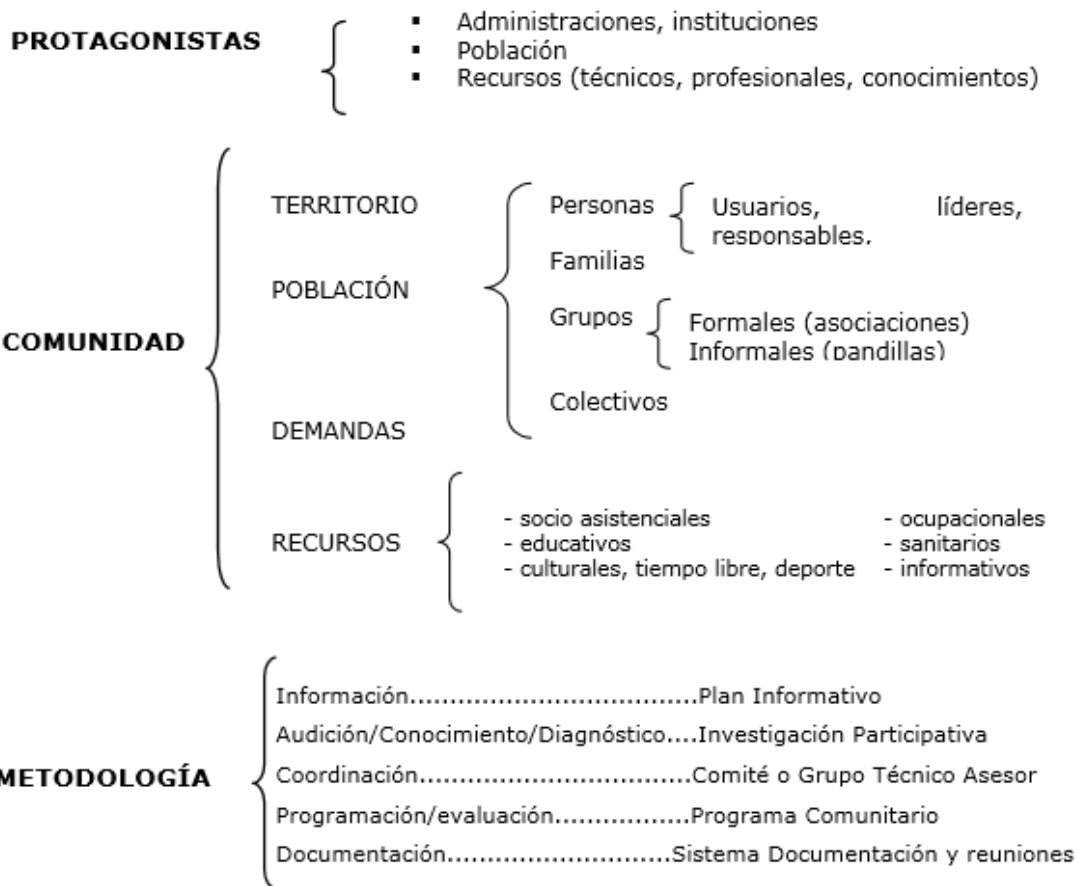 PROTAGONISTAS
▪ Administraciones, instituciones
▪ Población
▪ Recursos (técnicos, profesionales, conocimientos)
COMUNIDAD
TERRITORIO
POBLACIÓN
Personas
Usuarios, líderes,
responsables.
Familias
Grupos
Formales (asociaciones)
Informales (pandillas)
Colectivos
DEMANDAS
RECURSOS
- socio asistenciales
- educativos
- culturales, tiempo libre, deporte
- ocupacionales
- sanitarios
- informativos
METODOLOGÍA
Información....................................Plan Informativo
Audición/Conocimiento/Diagnóstico....Investigación Participativa
Coordinación..................................Comité o Grupo Técnico Asesor
Programación/evaluación.................Programa Comunitario
Documentación............................Sistema Documentación y reuniones